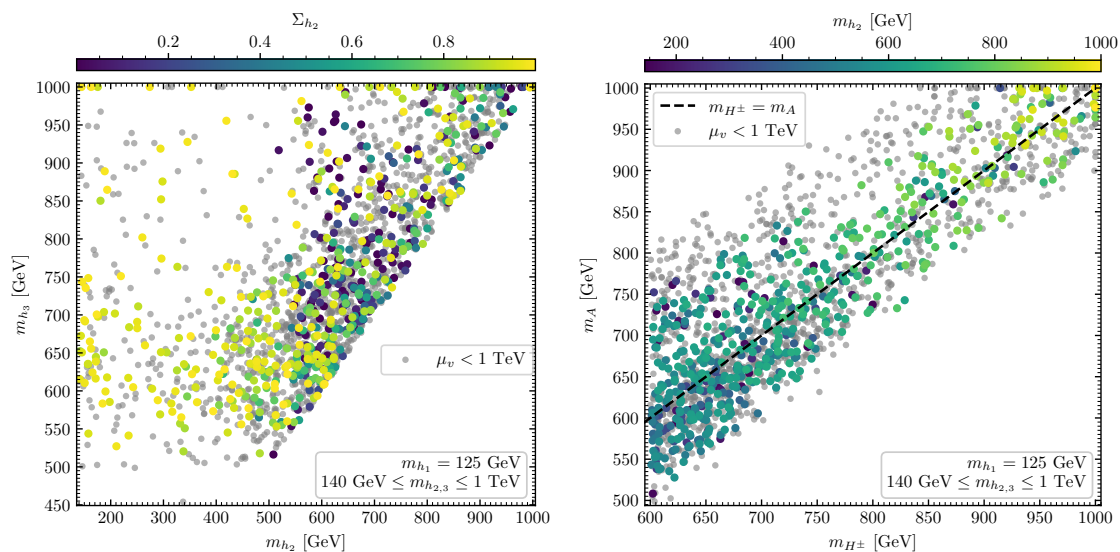 Σ_{h_2}
0.2 0.4 0.6 0.8
1000
950
900
850
800
750
700
650
600
550
500
450
m_{h_3} [GeV]
μ_v < 1 TeV
m_{h_1} = 125 GeV
140 GeV ≤ m_{h_{2,3}} ≤ 1 TeV
200 300 400 500 600 700 800 900 1000
m_{h_2} [GeV]
m_{h_2} [GeV]
200 400 600 800 1000
1000
950
900
850
800
750
700
650
600
550
500
m_A [GeV]
m_{H^±} = m_A
μ_v < 1 TeV
m_{h_1} = 125 GeV
140 GeV ≤ m_{h_{2,3}} ≤ 1 TeV
600 650 700 750 800 850 900 950 1000
m_{H^±} [GeV]